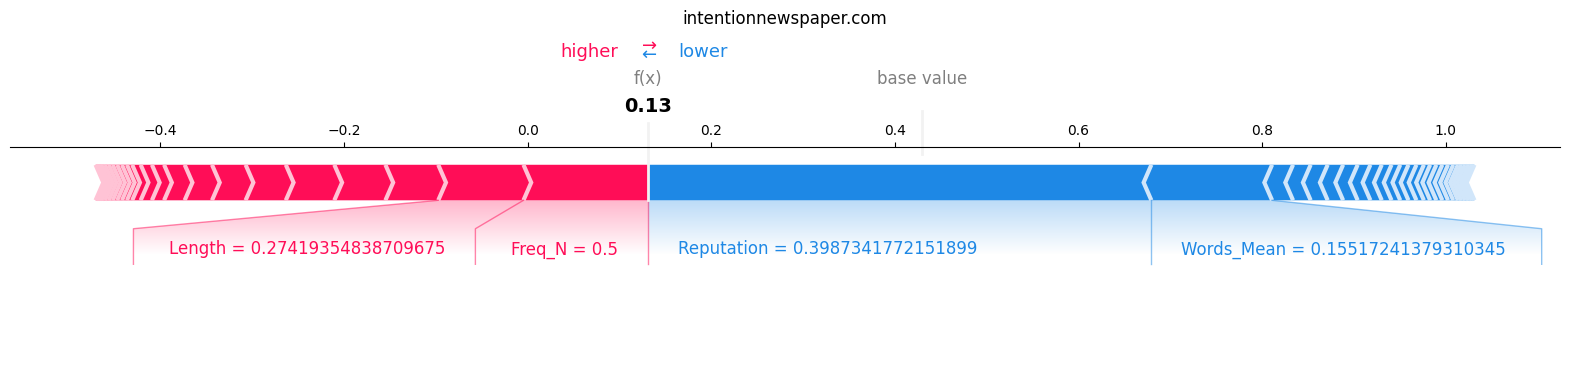 intentionnewspaper.com
higher ⇄ lower
f(x) base value
0.13
−0.4 −0.2 0.0 0.2 0.4 0.6 0.8 1.0
Length = 0.27419354838709675 Freq_N = 0.5 Reputation = 0.3987341772151899 Words_Mean = 0.15517241379310345